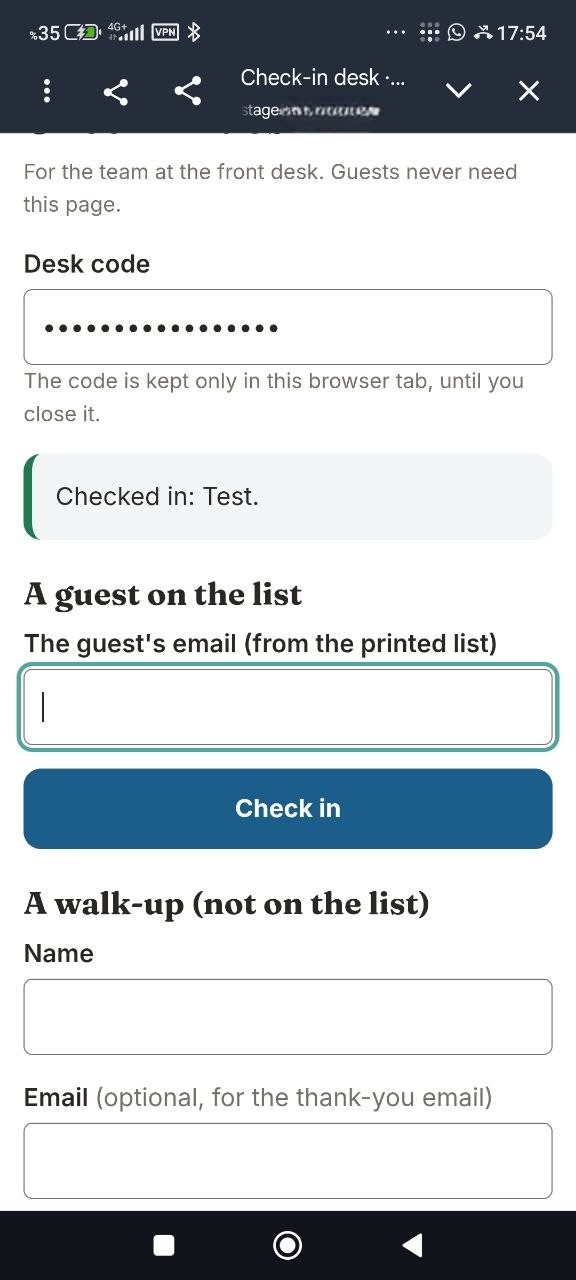 %35 4G+ VPN 17:54
Check-in desk ·...
stage
For the team at the front desk. Guests never need
this page.
Desk code
•••••••••••••••••
The code is kept only in this browser tab, until you
close it.
Checked in: Test.
A guest on the list
The guest's email (from the printed list)
Check in
A walk-up (not on the list)
Name
Email (optional, for the thank-you email)